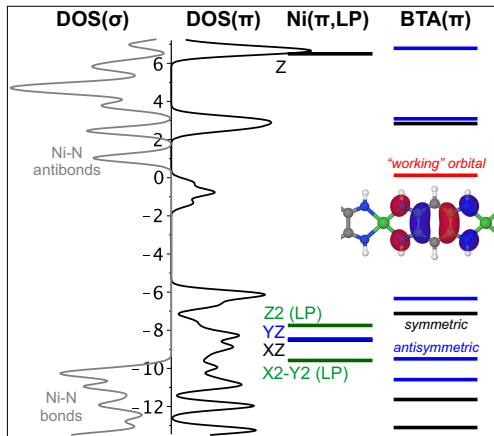 DOS(σ) DOS(π) Ni(π,LP) BTA(π)
6
Z
4
2
Ni-N
antibonds
"working" orbital
0
-2
-4
-6
Z2 (LP)
-8
YZ
symmetric
XZ
antisymmetric
-10
X2-Y2 (LP)
Ni-N
bonds
-12